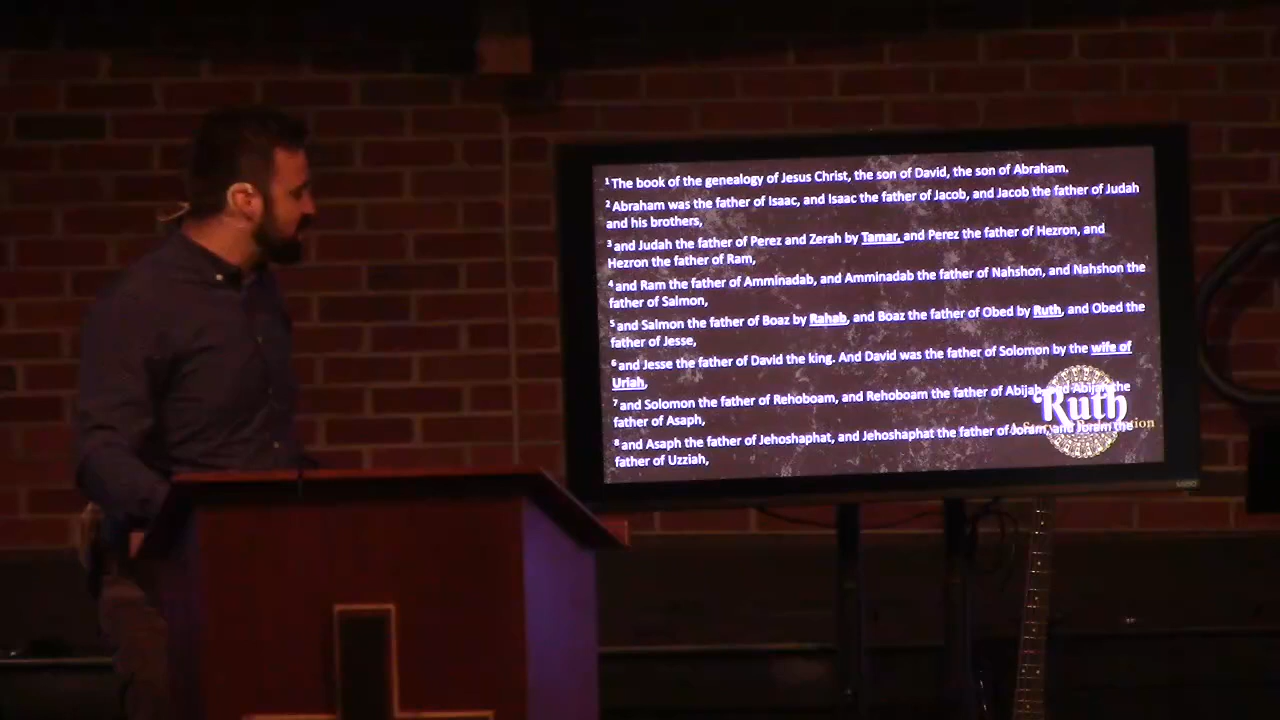 1 The book of the genealogy of Jesus Christ, the son of David, the son of Abraham.
2 Abraham was the father of Isaac, and Isaac the father of Jacob, and Jacob the father of Judah
and his brothers,
3 and Judah the father of Perez and Zerah by Tamar, and Perez the father of Hezron, and
Hezron the father of Ram,
4 and Ram the father of Amminadab, and Amminadab the father of Nahshon, and Nahshon the
father of Salmon,
5 and Salmon the father of Boaz by Rahab, and Boaz the father of Obed by Ruth, and Obed the
father of Jesse,
6 and Jesse the father of David the king. And David was the father of Solomon by the wife of
Uriah,
7 and Solomon the father of Rehoboam, and Rehoboam the father of Abijah, and Abijah the
father of Asaph,
8 and Asaph the father of Jehoshaphat, and Jehoshaphat the father of Joram, and Joram the
father of Uzziah,
Ruth
VIZIO